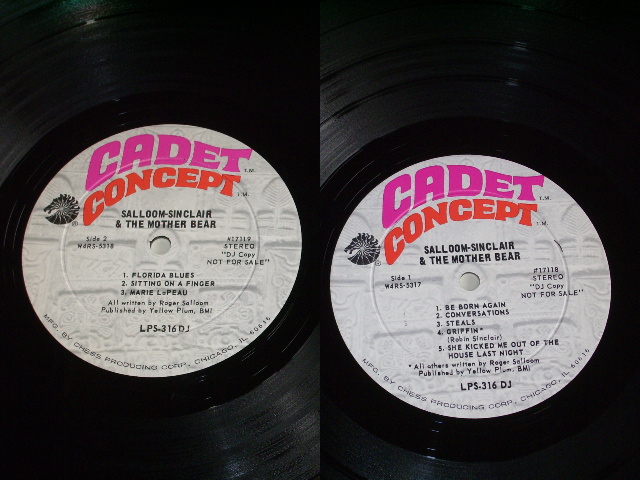 CADET T.M.
CONCEPT T.M.
®
SALLOOM-SINCLAIR
& THE MOTHER BEAR
Side 2
W4RS-5318
#17119
STEREO
"DJ Copy
NOT FOR SALE"
1. FLORIDA BLUES
2. SITTING ON A FINGER
3. MARIE LaPEAU
All written by Roger Salloom
Published by Yellow Plum, BMI
LPS-316 DJ
MFG. BY CHESS PRODUCING CORP., CHICAGO, IL 60616
CADET T.M.
CONCEPT T.M.
®
SALLOOM-SINCLAIR
& THE MOTHER BEAR
Side 1
W4RS-5317
#17118
STEREO
"DJ Copy
NOT FOR SALE"
1. BE BORN AGAIN
2. CONVERSATIONS
3. STEALS
4. GRIFFIN*
(Robin Sinclair)
5. SHE KICKED ME OUT OF THE
HOUSE LAST NIGHT
* All others written by Roger Salloom
Published by Yellow Plum, BMI
LPS-316 DJ
MFG. BY CHESS PRODUCING CORP., CHICAGO, IL 60616